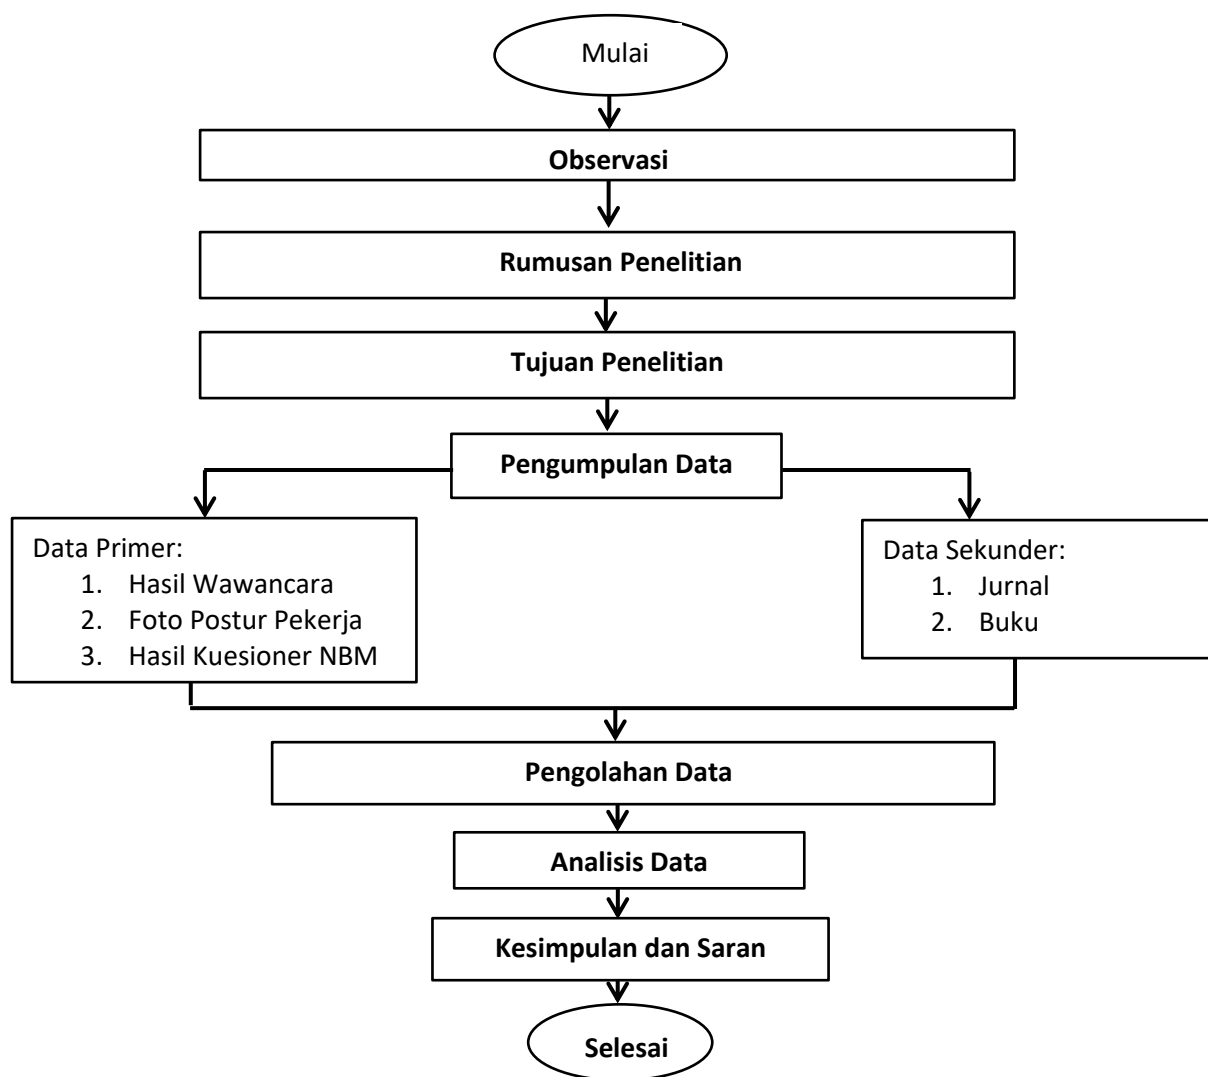 Mulai
Observasi
Rumusan Penelitian
Tujuan Penelitian
Pengumpulan Data
Data Primer:
1. Hasil Wawancara
2. Foto Postur Pekerja
3. Hasil Kuesioner NBM
Data Sekunder:
1. Jurnal
2. Buku
Pengolahan Data
Analisis Data
Kesimpulan dan Saran
Selesai